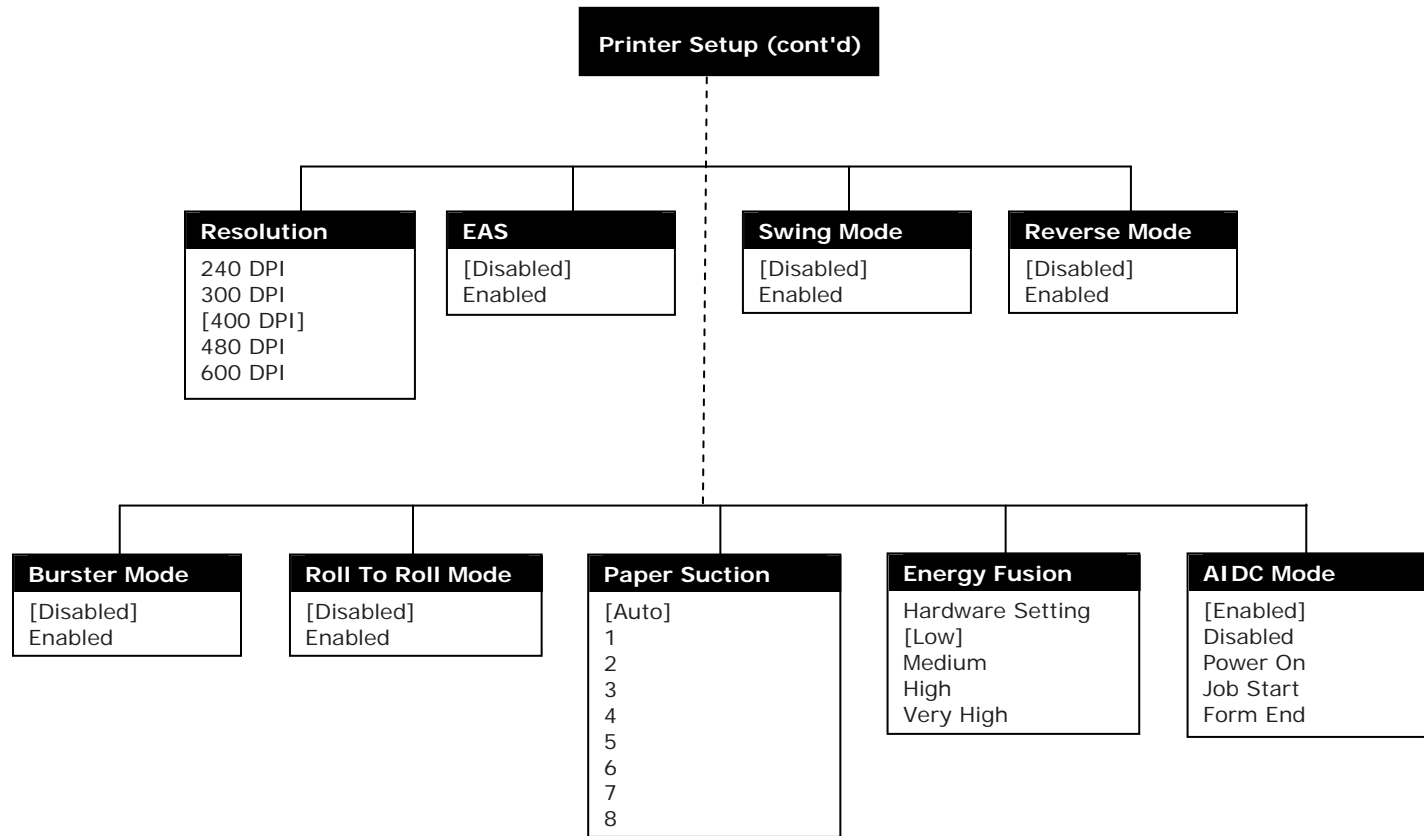 Printer Setup (cont'd)
Resolution
240 DPI
300 DPI
[400 DPI]
480 DPI
600 DPI
EAS
[Disabled]
Enabled
Swing Mode
[Disabled]
Enabled
Reverse Mode
[Disabled]
Enabled
Burster Mode
[Disabled]
Enabled
Roll To Roll Mode
[Disabled]
Enabled
Paper Suction
[Auto]
1
2
3
4
5
6
7
8
Energy Fusion
Hardware Setting
[Low]
Medium
High
Very High
AIDC Mode
[Enabled]
Disabled
Power On
Job Start
Form End